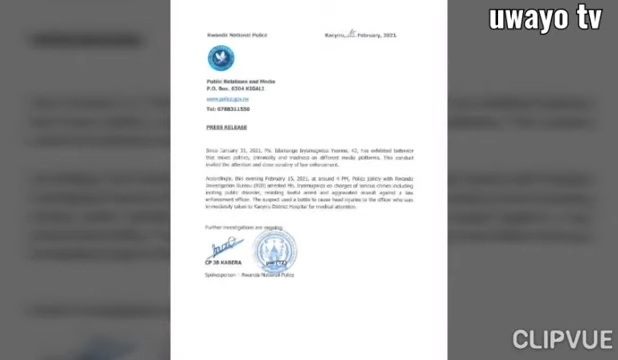 uwayo tv
Rwanda National Police
Kacyiru, February, 2021
Public Relations and Media
P.O. Box. 6304 KIGALI
www.police.gov.rw
Tel: 0788311155
PRESS RELEASE
Since January 31, 2021, Ms. Idamange Iryamugwiza Yvonne, 42, has exhibited behavior
that mixes politics, criminality and madness on different media platforms. This conduct
invited the attention and close scrutiny of law enforcement.
Accordingly, this evening February 15, 2021, at around 4 PM, Police jointly with Rwanda
Investigation Bureau (RIB) arrested Ms. Iryamugwiza on charges of serious crimes including
inciting public disorder, resisting lawful arrest and aggravated assault against a law
enforcement officer. The suspect used a bottle to cause head injuries to the officer who was
immediately taken to Kacyiru District Hospital for medical attention.
Further investigations are ongoing.
CP JB KABERA
Spokesperson - Rwanda National Police
CLIPVUE